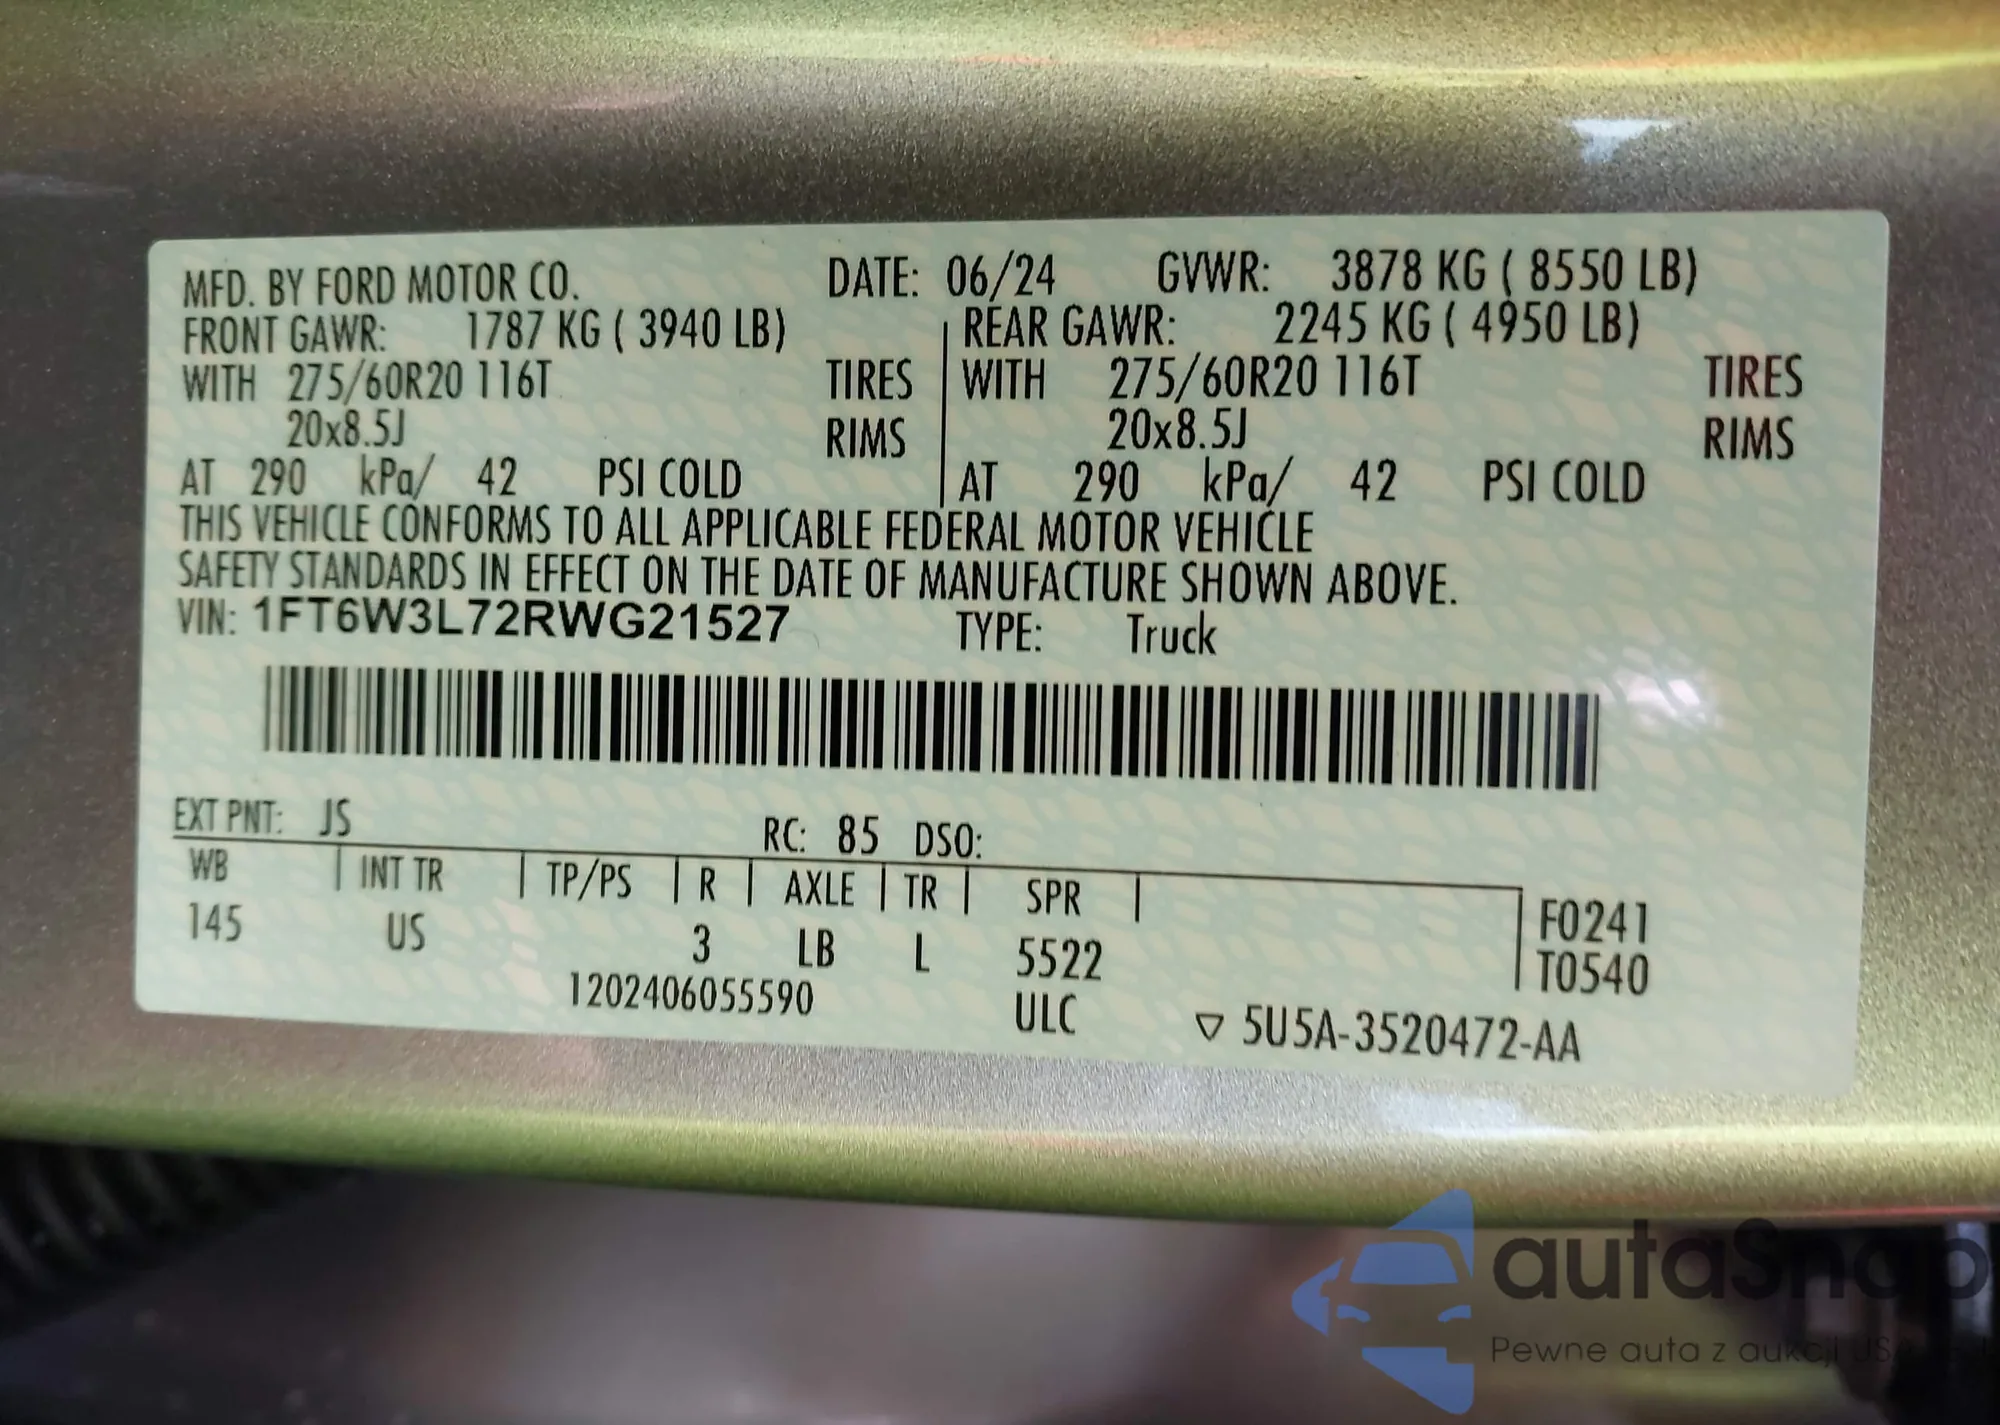 MFD. BY FORD MOTOR CO. DATE: 06/24 GVWR: 3878 KG ( 8550 LB)
FRONT GAWR: 1787 KG ( 3940 LB) REAR GAWR: 2245 KG ( 4950 LB)
WITH 275/60R20 116T TIRES WITH 275/60R20 116T TIRES
20x8.5J RIMS 20x8.5J RIMS
AT 290 kPa/ 42 PSI COLD AT 290 kPa/ 42 PSI COLD
THIS VEHICLE CONFORMS TO ALL APPLICABLE FEDERAL MOTOR VEHICLE
SAFETY STANDARDS IN EFFECT ON THE DATE OF MANUFACTURE SHOWN ABOVE.
VIN: 1FT6W3L72RWG21527 TYPE: Truck
EXT PNT: JS RC: 85 DSO:
WB INT TR TP/PS R AXLE TR SPR
145 US 3 LB L 5522
F0241
T0540
1202406055590 ULC ▽ 5U5A-3520472-AA
autaSnap
Pewne auta z aukcji